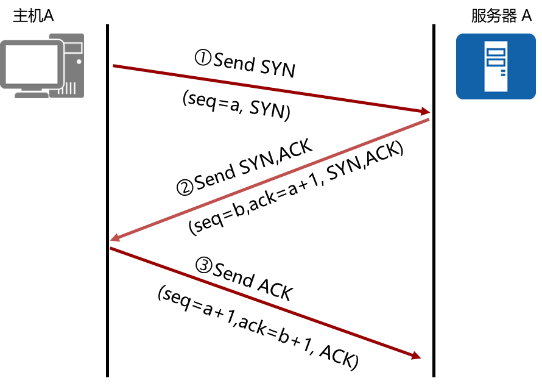 主机A
服务器 A
①Send SYN
(seq=a, SYN)
②Send SYN,ACK
(seq=b,ack=a+1, SYN,ACK)
③Send ACK
(seq=a+1,ack=b+1, ACK)